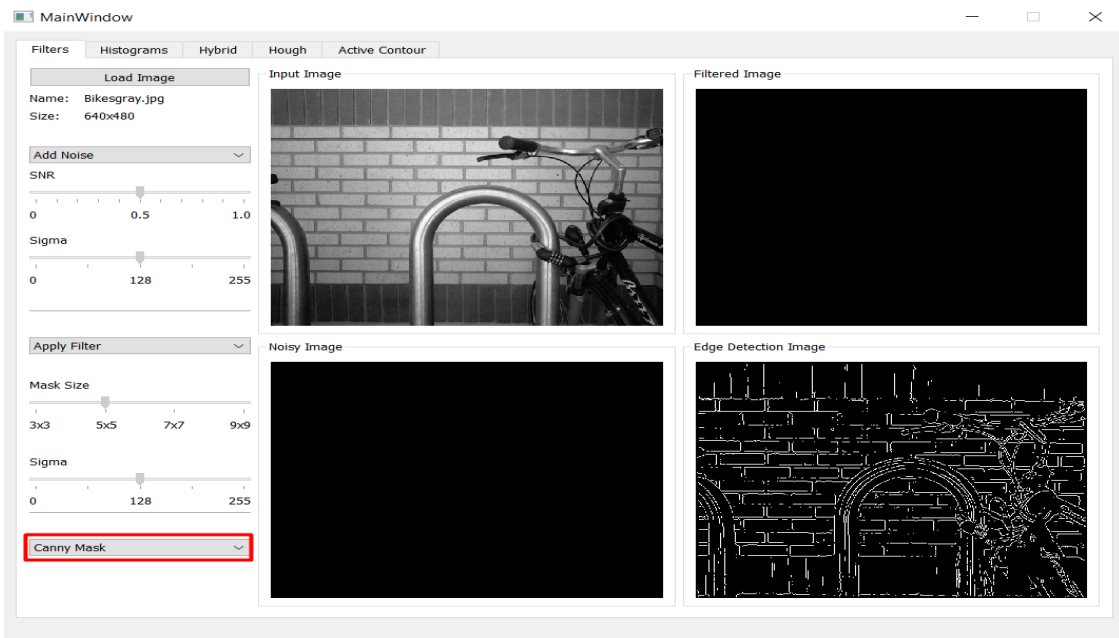 MainWindow
Filters Histograms Hybrid Hough Active Contour
Load Image
Name: Bikesgray.jpg
Size: 640x480
Add Noise
SNR
0 0.5 1.0
Sigma
0 128 255
Apply Filter
Mask Size
3x3 5x5 7x7 9x9
Sigma
0 128 255
Canny Mask
Input Image
Filtered Image
Noisy Image
Edge Detection Image